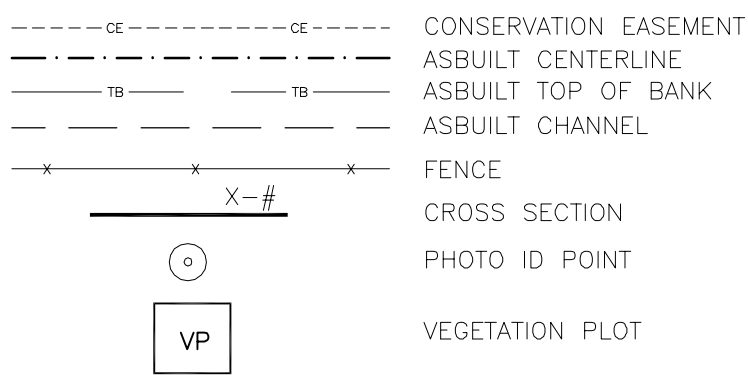 CE CE CONSERVATION EASEMENT
ASBUILT CENTERLINE
TB TB ASBUILT TOP OF BANK
ASBUILT CHANNEL
X X X FENCE
X-#
CROSS SECTION
PHOTO ID POINT
VP VEGETATION PLOT